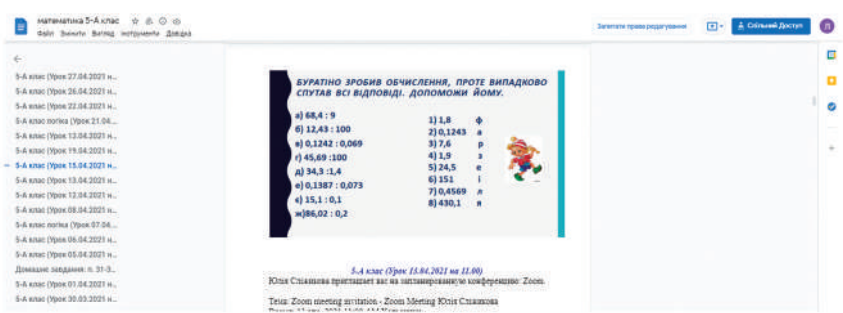 математика 5-А клас
Файл Змінити Вигляд Інструменти Довідка
Запитати права редагування
Спільний Доступ
Л
5-А клас (Урок 27.04.2021 н...
5-А клас (Урок 26.04.2021 н...
5-А клас (Урок 22.04.2021 н...
5-А клас логіка (Урок 21.04....
5-А клас (Урок 12.04.2021 н...
5-А клас (Урок 19.04.2021 н...
5-А клас (Урок 15.04.2021 н...
5-А клас (Урок 13.04.2021 н...
5-А клас (Урок 12.04.2021 н...
5-А клас (Урок 08.04.2021 н...
5-А клас логіка (Урок 07.04....
5-А клас (Урок 06.04.2021 н...
5-А клас (Урок 05.04.2021 н...
Домашнє завдання: п. 31-3...
5-А клас (Урок 01.04.2021 н...
5-А клас (Урок 30.03.2021 н...
БУРАТІНО ЗРОБИВ ОБЧИСЛЕННЯ, ПРОТЕ ВИПАДКОВО
СПУТАВ ВСІ ВІДПОВІДІ. ДОПОМОЖИ ЙОМУ.
а) 68,4 : 9
б) 12,43 : 100
в) 0,1242 : 0,069
г) 45,69 :100
д) 34,3 :1,4
е) 0,1387 : 0,073
є) 15,1 : 0,1
ж)86,02 : 0,2
1) 1,8 ф
2) 0,1243 а
3) 7,6 р
4) 1,9 з
5) 24,5 е
6) 151 і
7) 0,4569 л
8) 430,1 я
5-А клас (Урок 13.04.2021 на 11.00)
Юлія Сліашкова приглашает вас на запланированную конференцию: Zoom.
Тема: Zoom meeting invitation - Zoom Meeting Юлія Сліашкова